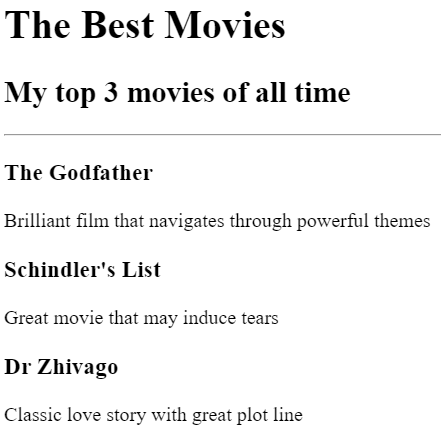 The Best Movies
My top 3 movies of all time
The Godfather
Brilliant film that navigates through powerful themes
Schindler's List
Great movie that may induce tears
Dr Zhivago
Classic love story with great plot line